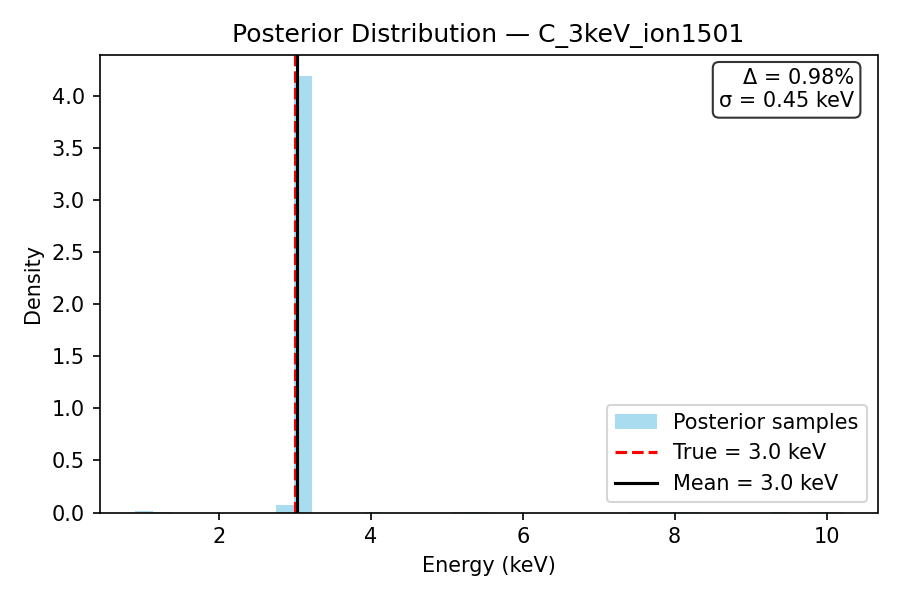 Posterior Distribution — C_3keV_ion1501
Δ = 0.98%
σ = 0.45 keV
4.0
3.5
3.0
2.5
2.0
1.5
1.0
0.5
0.0
Density
Posterior samples
True = 3.0 keV
Mean = 3.0 keV
2 4 6 8 10
Energy (keV)